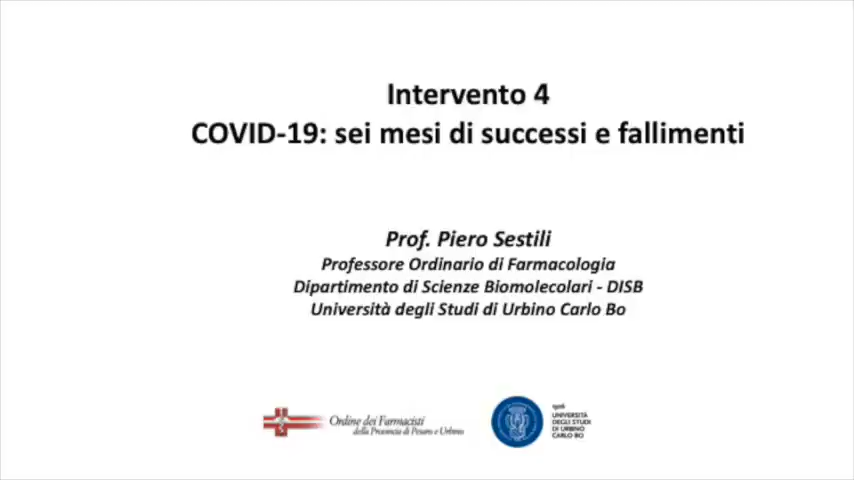 Intervento 4
COVID-19: sei mesi di successi e fallimenti
Prof. Piero Sestili
Professore Ordinario di Farmacologia
Dipartimento di Scienze Biomolecolari - DISB
Università degli Studi di Urbino Carlo Bo
Ordine dei Farmacisti
della Provincia di Pesaro e Urbino
1506
UNIVERSITÀ
DEGLI STUDI
DI URBINO
CARLO BO